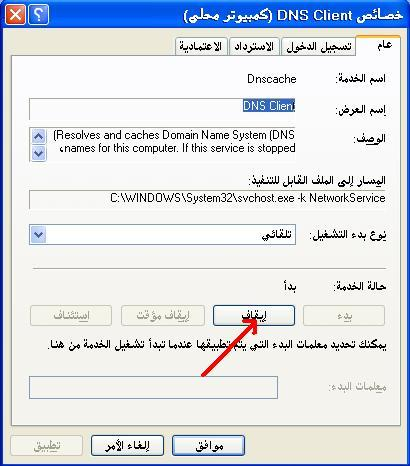 خصائص DNS Client (كمبيوتر محلي)
عام
تسجيل الدخول
الاسترداد
الاعتمادية
اسم الخدمة:
Dnscache
إسم العرض:
DNS Clien
الوصف:
Resolves and caches Domain Name System (DNS)
names for this computer. If this service is stopped,
المسار إلى الملف القابل للتنفيذ:
C:\WINDOWS\System32\svchost.exe -k NetworkService
نوع بدء التشغيل:
تلقائي
حالة الخدمة:
بدأ
بدء
إيقاف
إيقاف مؤقت
إستئناف
يمكنك تحديد معلمات البدء التي يتم تطبيقها عندما تبدأ تشغيل الخدمة من هنا.
معلمات البدء:
موافق
إلغاء الأمر
تطبيق